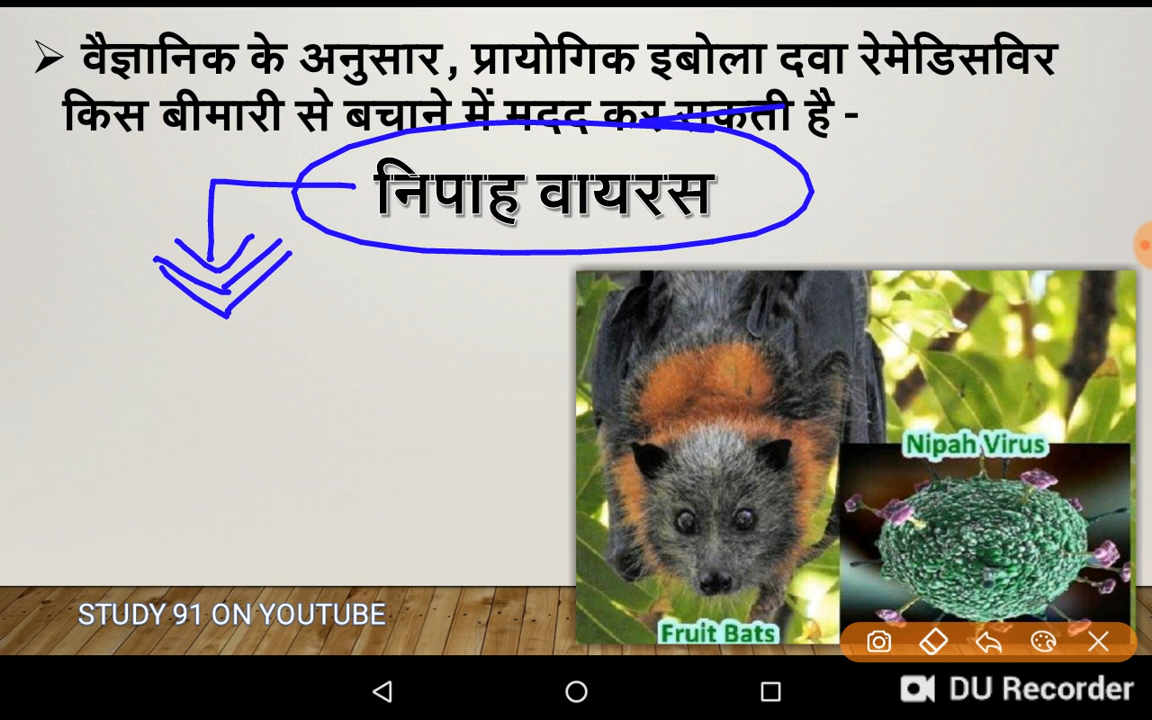 ➢ वैज्ञानिक के अनुसार, प्रायोगिक इबोला दवा रेमेडिसविर
किस बीमारी से बचाने में मदद कर सकती है -
निपाह वायरस
Nipah Virus
Fruit Bats
STUDY 91 ON YOUTUBE
DU Recorder